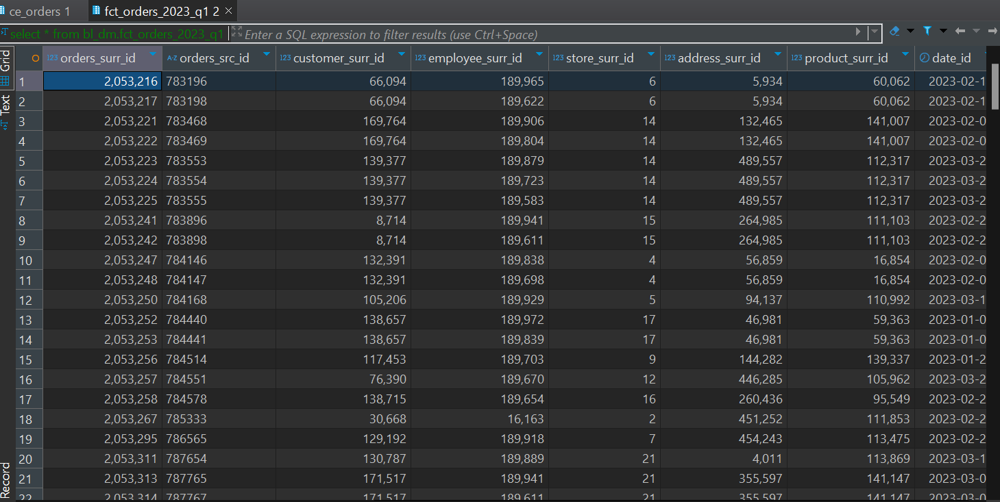 ce_orders 1 fct_orders_2023_q1 2
select * from bl_dm.fct_orders_2023_q1 Enter a SQL expression to filter results (use Ctrl+Space)
Grid
Text
Record
123 orders_surr_id A-Z orders_src_id 123 customer_surr_id 123 employee_surr_id 123 store_surr_id 123 address_surr_id 123 product_surr_id date_id
1 2,053,216 783196 66,094 189,965 6 5,934 60,062 2023-02-1
2 2,053,217 783198 66,094 189,622 6 5,934 60,062 2023-02-1
3 2,053,221 783468 169,764 189,906 14 132,465 141,007 2023-02-0
4 2,053,222 783469 169,764 189,804 14 132,465 141,007 2023-02-0
5 2,053,223 783553 139,377 189,879 14 489,557 112,317 2023-03-2
6 2,053,224 783554 139,377 189,723 14 489,557 112,317 2023-03-2
7 2,053,225 783555 139,377 189,583 14 489,557 112,317 2023-03-2
8 2,053,241 783896 8,714 189,941 15 264,985 111,103 2023-02-2
9 2,053,242 783898 8,714 189,611 15 264,985 111,103 2023-02-2
10 2,053,247 784146 132,391 189,838 4 56,859 16,854 2023-02-0
11 2,053,248 784147 132,391 189,698 4 56,859 16,854 2023-02-0
12 2,053,250 784168 105,206 189,929 5 94,137 110,992 2023-03-1
13 2,053,252 784440 138,657 189,972 17 46,981 59,363 2023-01-0
14 2,053,253 784441 138,657 189,839 17 46,981 59,363 2023-01-0
15 2,053,256 784514 117,453 189,703 9 144,282 139,337 2023-01-2
16 2,053,257 784551 76,390 189,670 12 446,285 105,962 2023-03-2
17 2,053,258 784578 138,715 189,654 16 260,436 95,549 2023-02-2
18 2,053,267 785333 30,668 16,163 2 451,252 111,853 2023-02-2
19 2,053,295 786565 129,192 189,918 7 454,243 113,475 2023-02-2
20 2,053,311 787654 130,787 189,889 21 4,011 113,869 2023-03-1
21 2,053,313 787765 171,517 189,941 21 355,597 141,147 2023-03-0
22 2,053,314 787767 171,517 189,611 21 355,597 141,147 2023-03-0